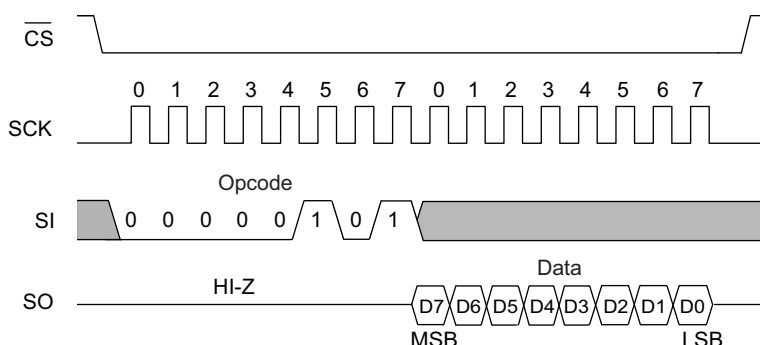 CS
0 1 2 3 4 5 6 7 0 1 2 3 4 5 6 7
SCK
Opcode
SI 0 0 0 0 0 1 0 1
Data
HI-Z
SO D7 D6 D5 D4 D3 D2 D1 D0
MSB LSB